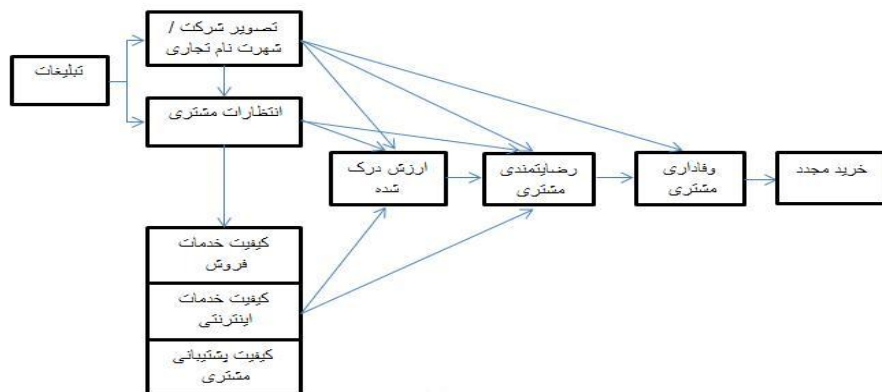 تصویر شرکت /
شهرت نام تجاری
تبلیغات
انتظارات مشتری
ارزش درک
شده
رضایتمندی
مشتری
وفاداری
مشتری
خرید مجدد
کیفیت خدمات
فروش
کیفیت خدمات
اینترنتی
کیفیت پشتیبانی
مشتری